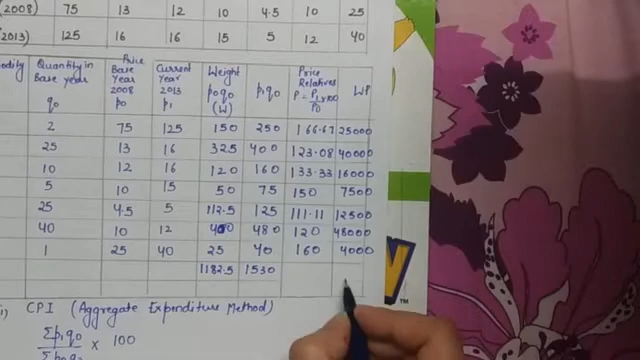 (2008) 75 13 12 10 4.5 10 25
2013) 125 16 16 15 5 12 40
modity Quantity in Base years q₀ Price Base Year 2008 p₀ Current Year 2013 p₁ Weight p₀q₀ (W) p₁q₀ Price Relatives P = P₁/P₀ x 100 WP
2 75 125 150 250 166.67 25000
25 13 16 325 400 123.08 40000
10 12 16 120 160 133.33 16000
5 10 15 50 75 150 7500
25 4.5 5 112.5 125 111.11 12500
40 10 12 400 480 120 48000
1 25 40 25 40 160 4000
1182.5 1530
i) CPI (Aggregate Expenditure Method)
Σp₁q₀ x 100
Σp₀q₀
TM